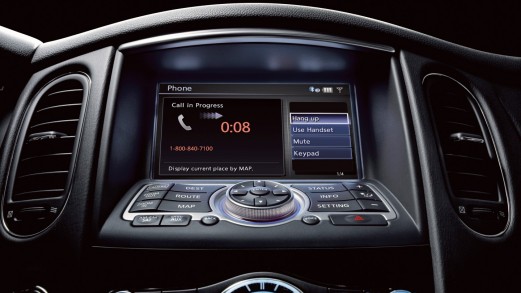 Phone
Call in Progress
0:08
1-800-840-7100
Display current place by MAP.
Hang up
Use Handset
Mute
Keypad
1/4
DEST
ROUTE
MAP
STATUS
INFO
SETTING